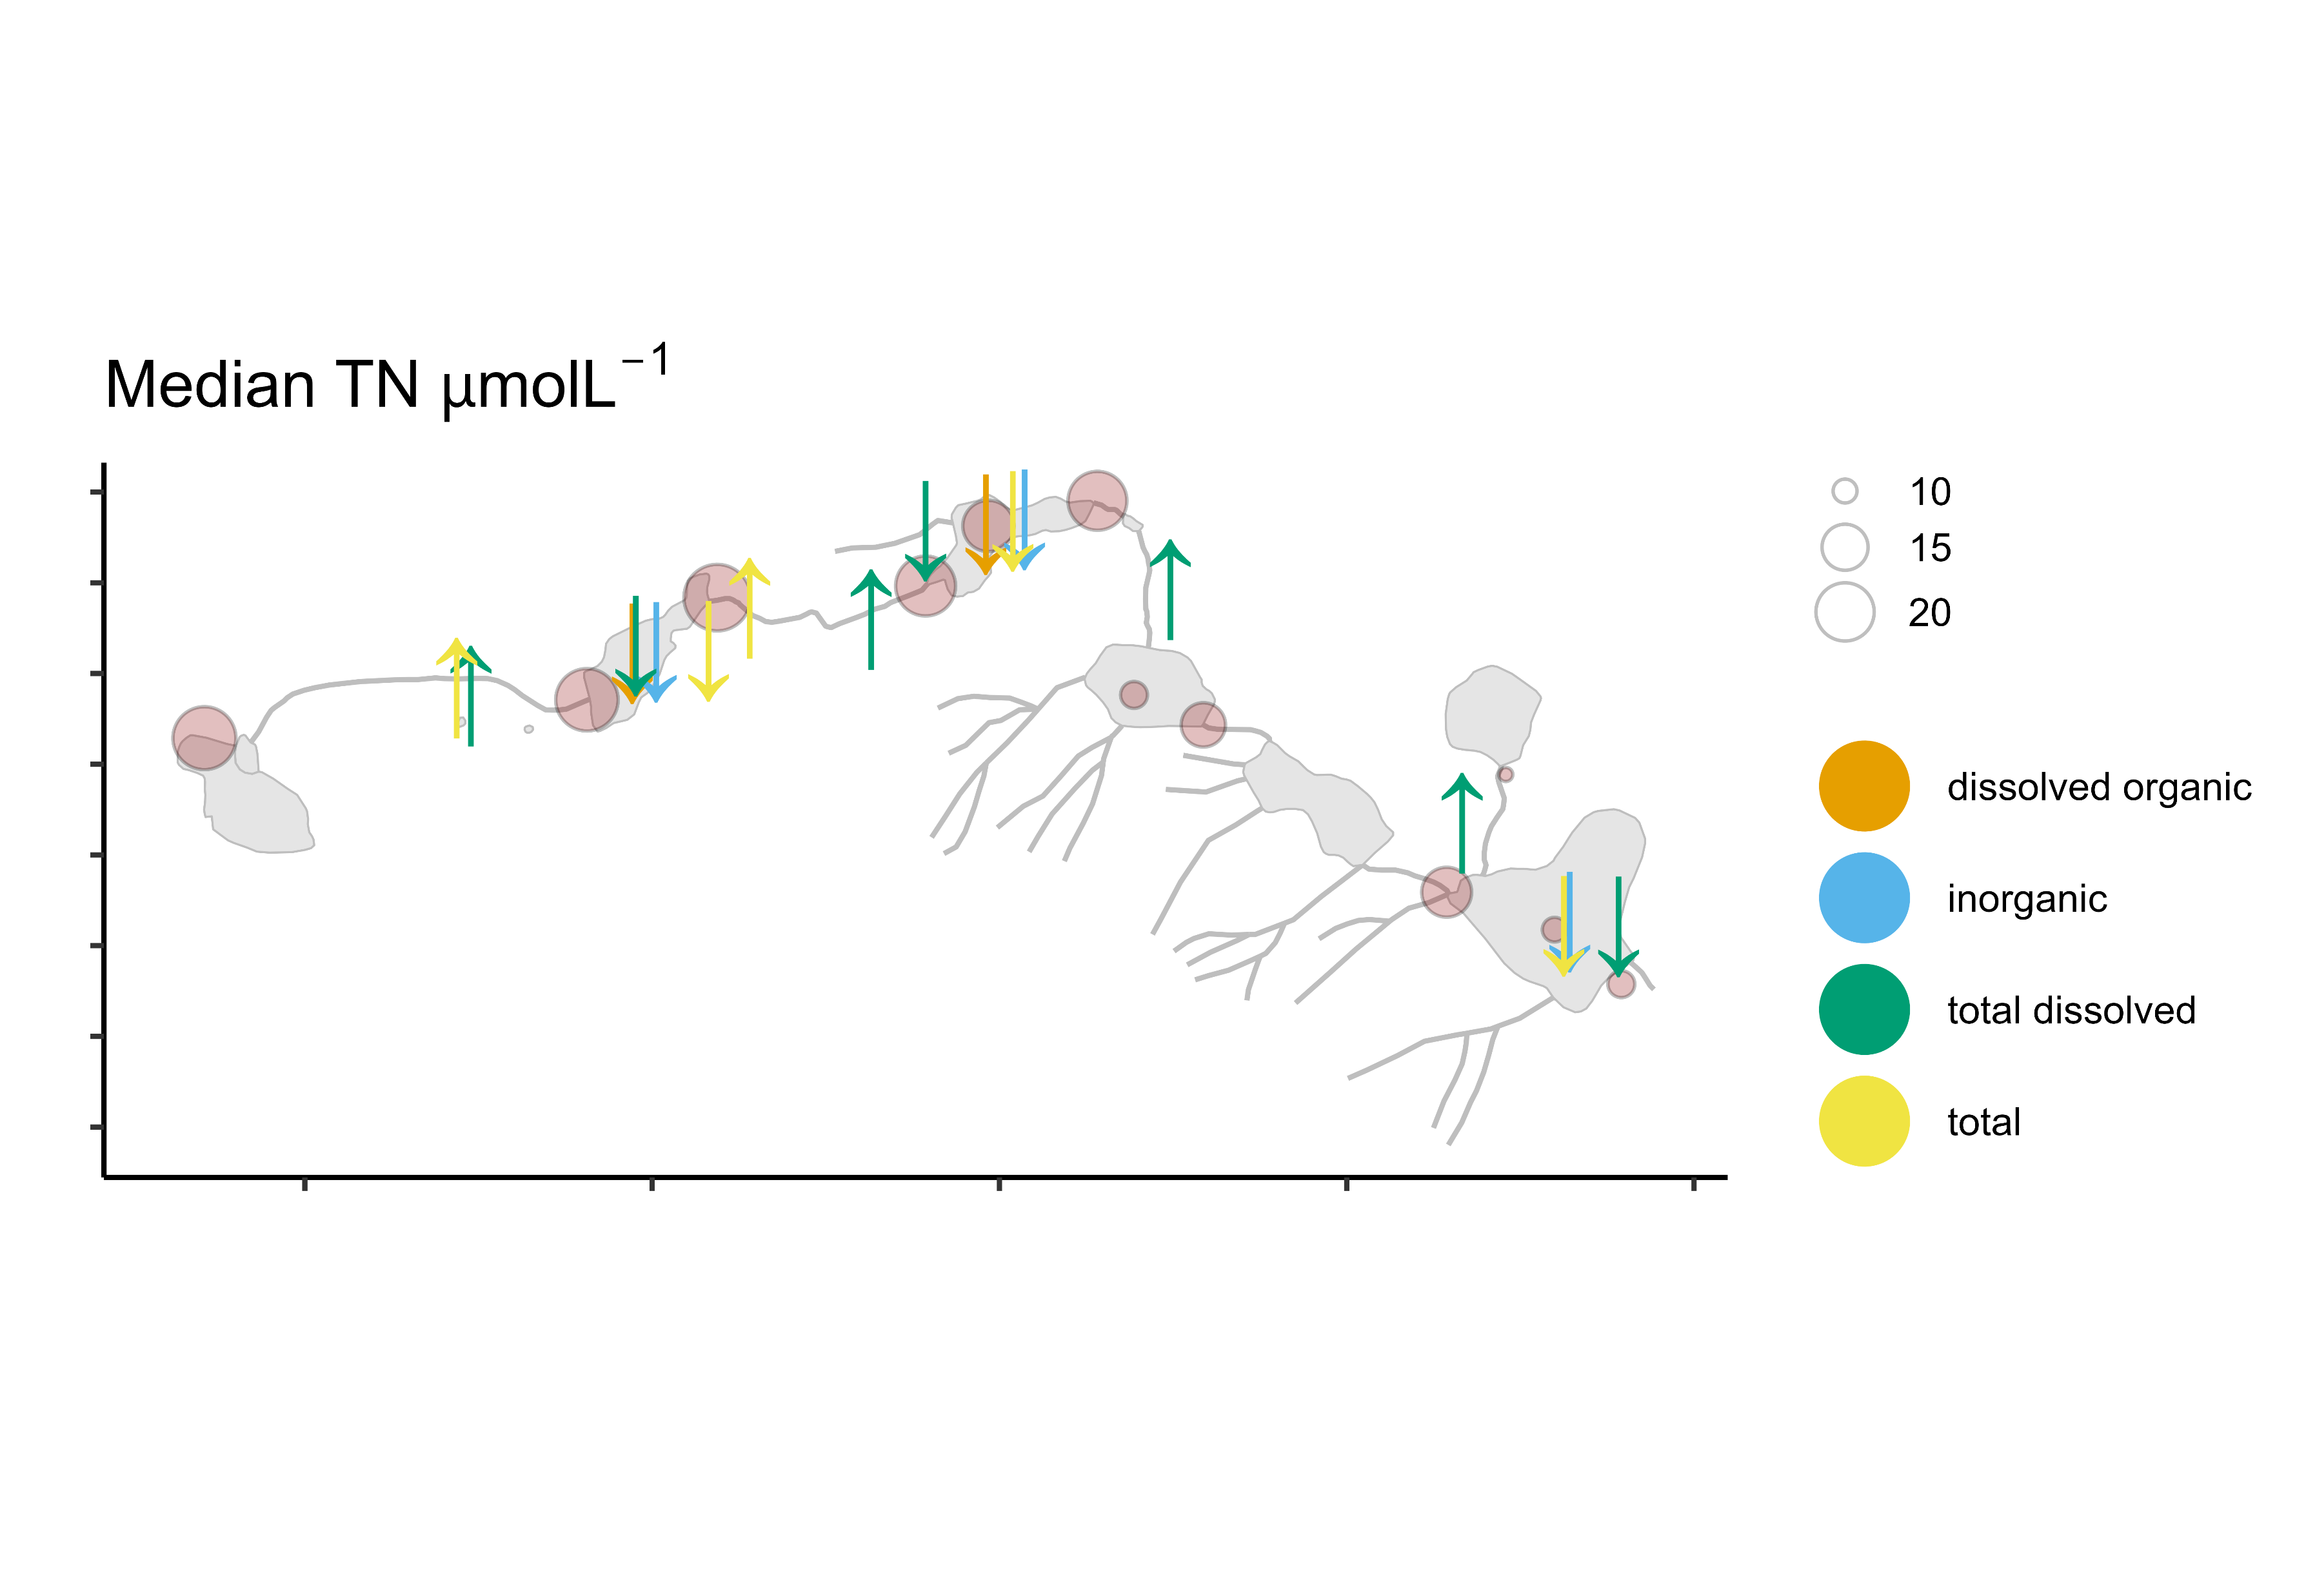 Median TN µmolL⁻¹
10
15
20
dissolved organic
inorganic
total dissolved
total